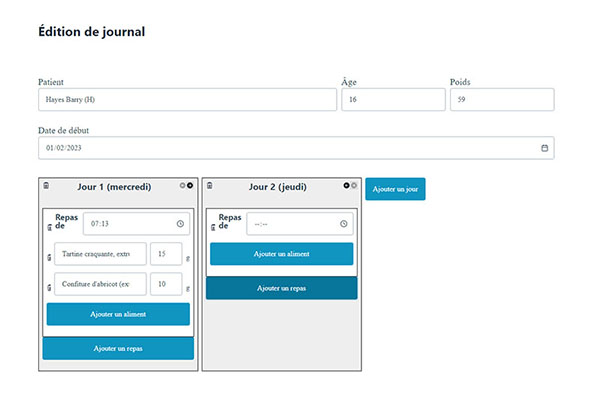 Édition de journal
Patient Âge Poids
Hayes Barry (H) 16 59
Date de début
01/02/2023
Jour 1 (mercredi) Jour 2 (jeudi) Ajouter un jour
Repas de 07:13 Repas de --:--
Tartine craquante, extr 15 g Ajouter un aliment
Confiture d'abricot (ex 10 g Ajouter un repas
Ajouter un aliment
Ajouter un repas